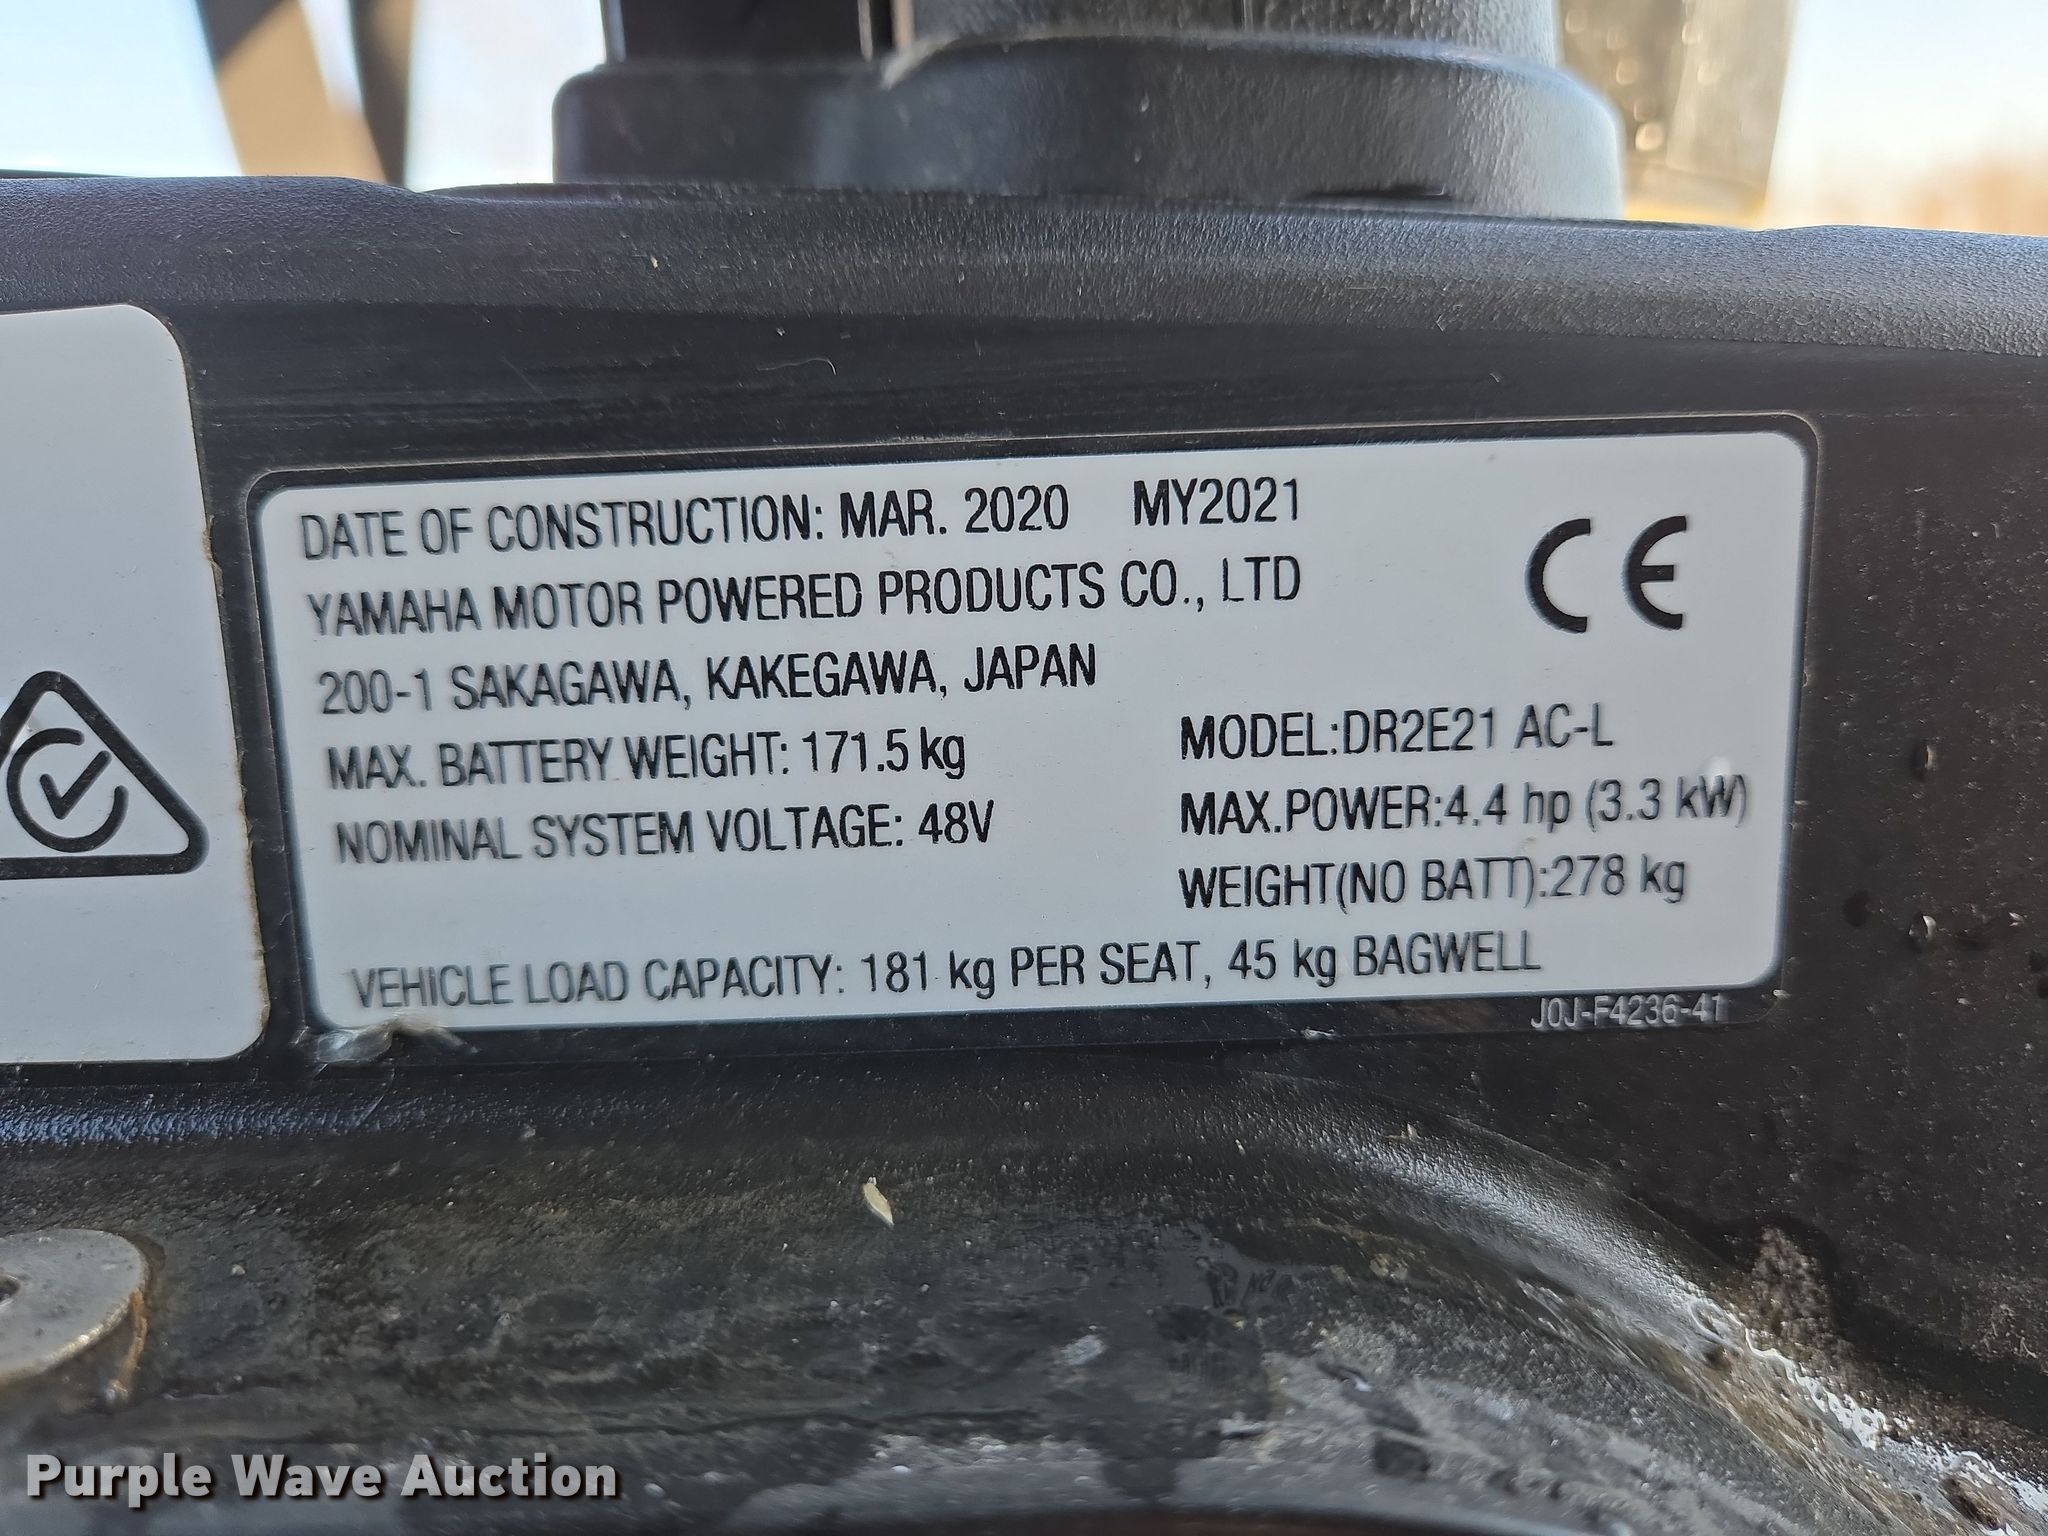 DATE OF CONSTRUCTION: MAR. 2020 MY2021
YAMAHA MOTOR POWERED PRODUCTS CO., LTD
200-1 SAKAGAWA, KAKEGAWA, JAPAN
MAX. BATTERY WEIGHT: 171.5 kg
NOMINAL SYSTEM VOLTAGE: 48V
CE
MODEL:DR2E21 AC-L
MAX.POWER:4.4 hp (3.3 kW)
WEIGHT(NO BATT):278 kg
VEHICLE LOAD CAPACITY: 181 kg PER SEAT, 45 kg BAGWELL
J0J-F4236-41
Purple Wave Auction